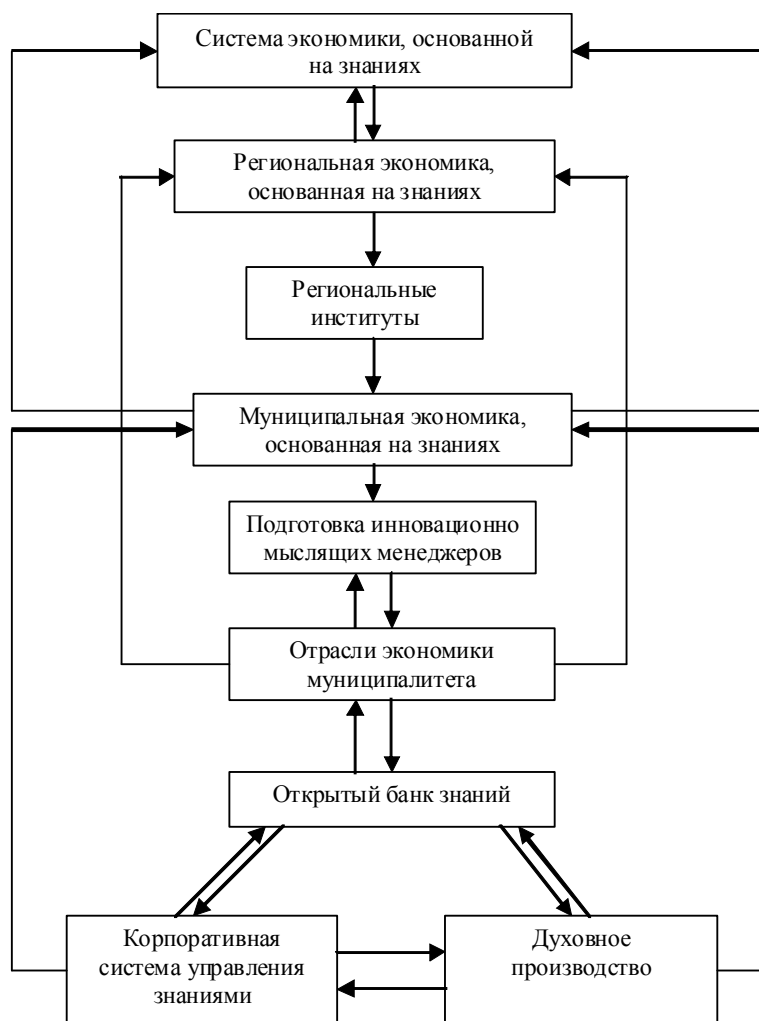 Система экономики, основанной
на знаниях
Региональная экономика,
основанная на знаниях
Региональные
институты
Муниципальная экономика,
основанная на знаниях
Подготовка инновационно
мыслящих менеджеров
Отрасли экономики
муниципалитета
Открытый банк знаний
Корпоративная
система управления
знаниями
Духовное
производство